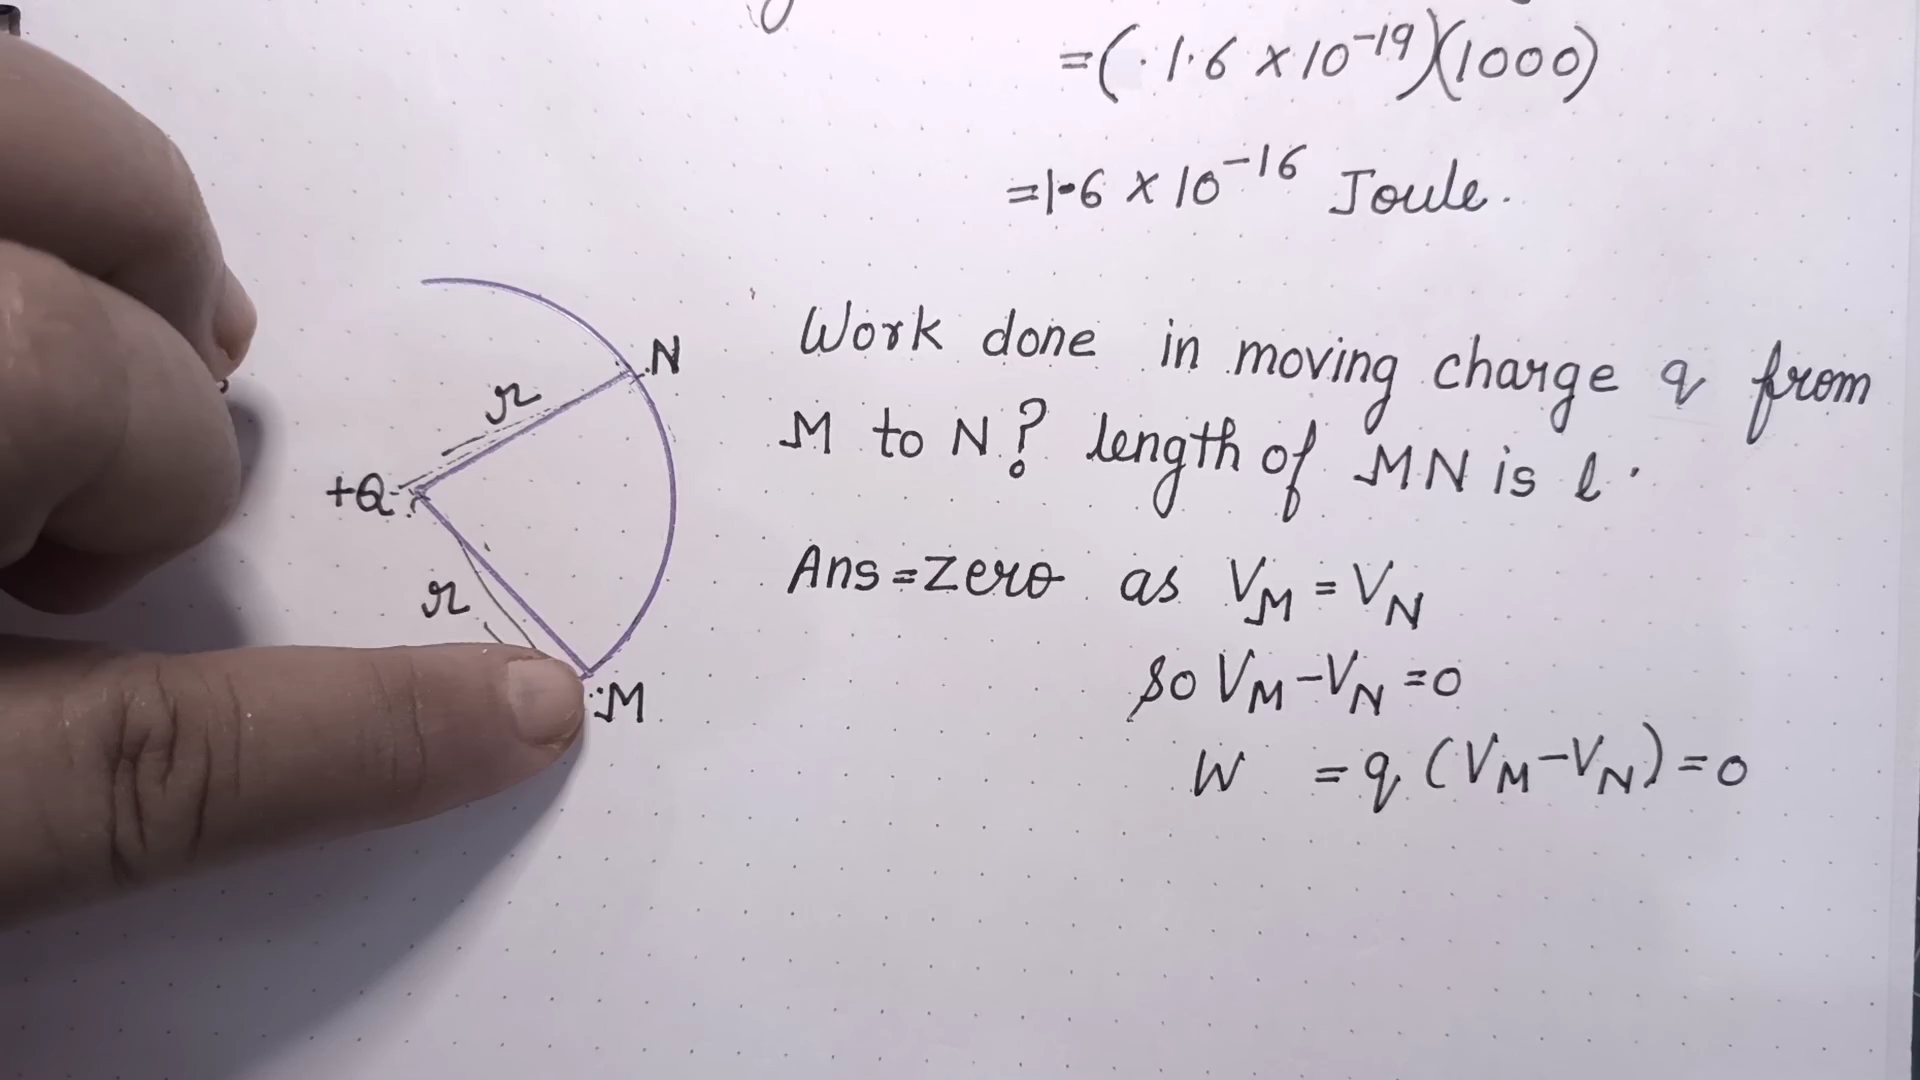 =(1.6 × 10⁻¹⁹)(1000)
=1.6 × 10⁻¹⁶ Joule.
Work done in moving charge q from
M to N? length of MN is l.
Ans = Zero as V_M = V_N
so V_M - V_N = 0
W = q (V_M - V_N) = 0
N
r
+Q
r
M